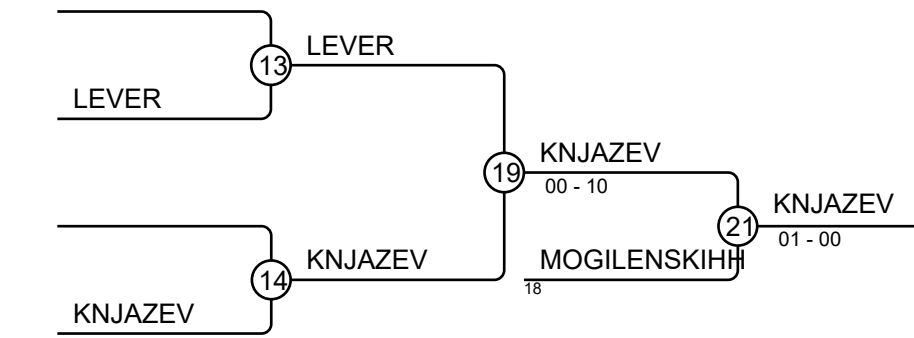 LEVER
13
LEVER
KNJAZEV
19
00 - 10
KNJAZEV
21
01 - 00
KNJAZEV
MOGILENSKIHH
14
18
KNJAZEV